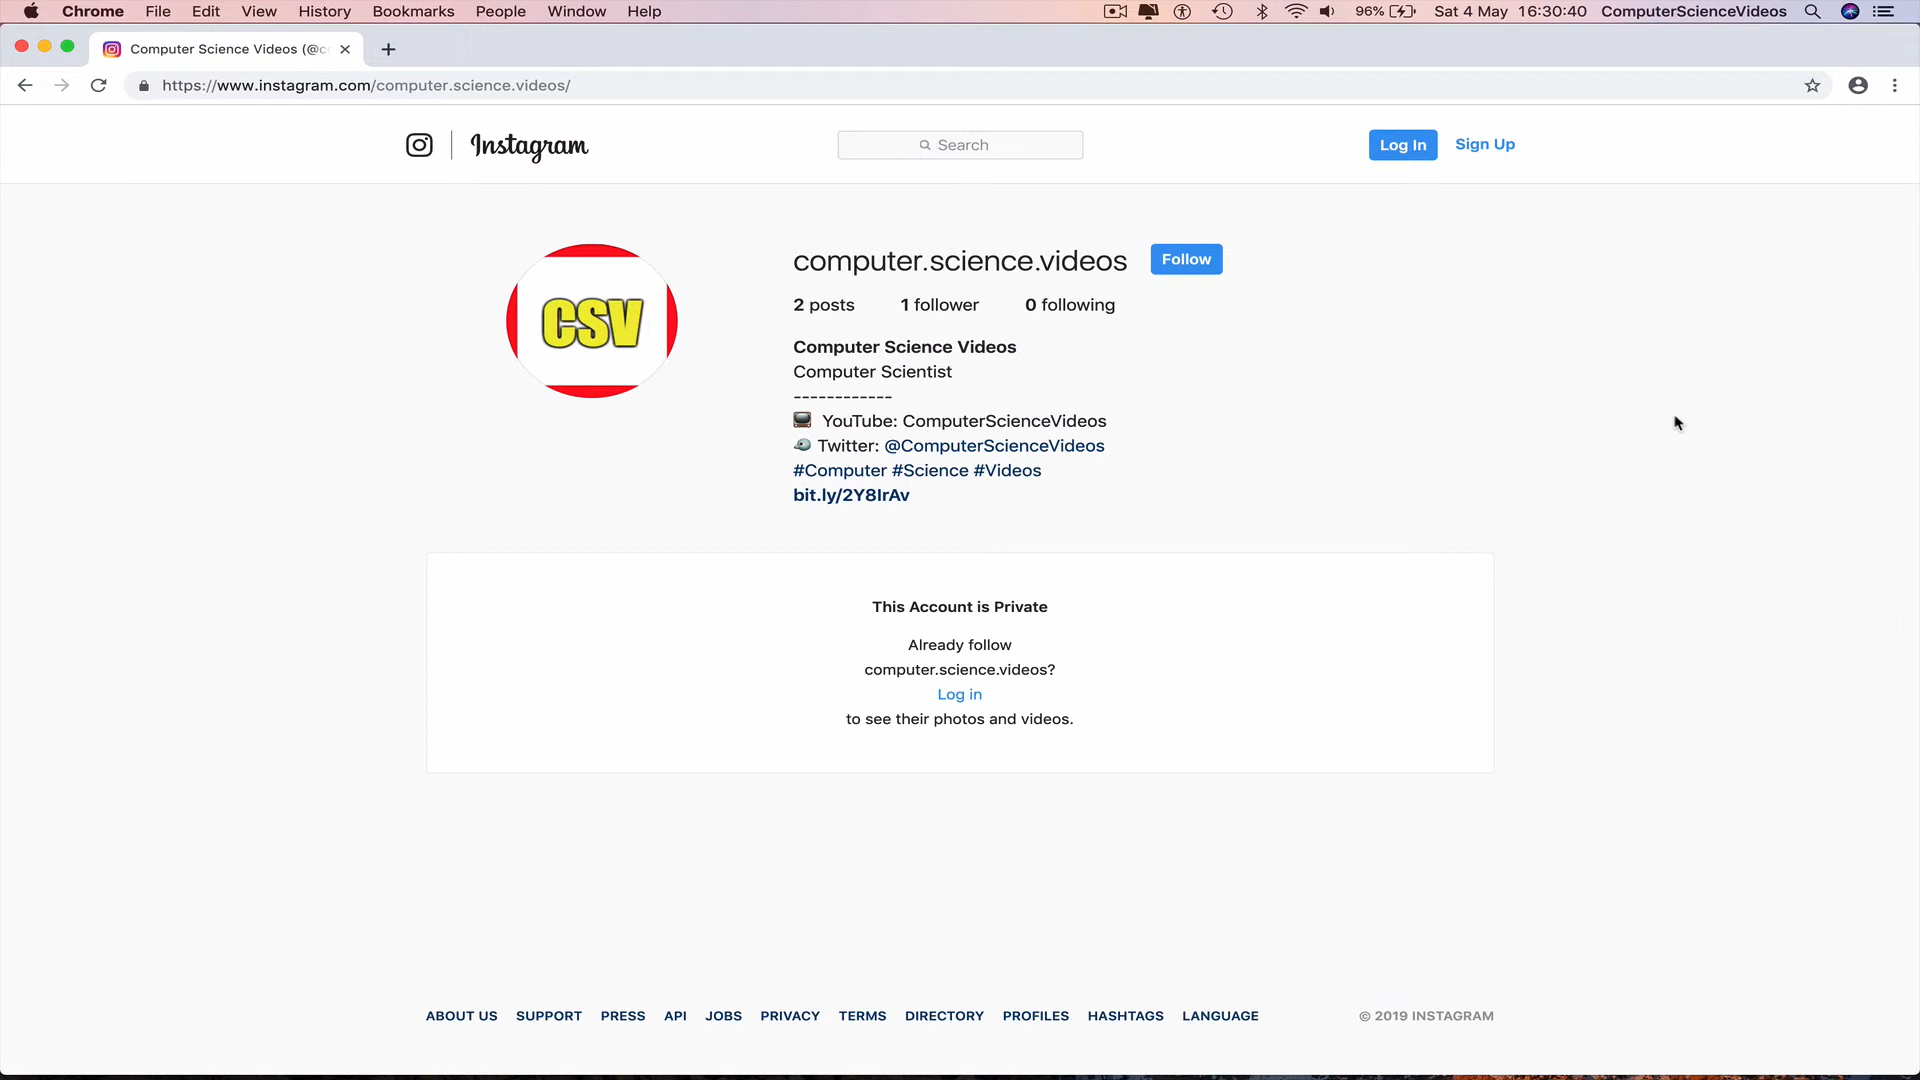 Chrome File Edit View History Bookmarks People Window Help 96% Sat 4 May 16:30:40 ComputerScienceVideos
Computer Science Videos (@c
https://www.instagram.com/computer.science.videos/
Instagram Search Log In Sign Up
CSV
computer.science.videos Follow
2 posts 1 follower 0 following
Computer Science Videos
Computer Scientist
------------
YouTube: ComputerScienceVideos
Twitter: @ComputerScienceVideos
#Computer #Science #Videos
bit.ly/2Y8IrAv
This Account is Private
Already follow
computer.science.videos?
Log in
to see their photos and videos.
ABOUT US SUPPORT PRESS API JOBS PRIVACY TERMS DIRECTORY PROFILES HASHTAGS LANGUAGE © 2019 INSTAGRAM